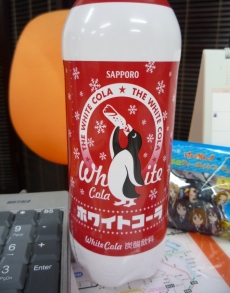 SAPPORO
THE WHITE COLA ★ THE WHITE COLA
White
Cola
ホワイトコーラ
White Cola 炭酸飲料